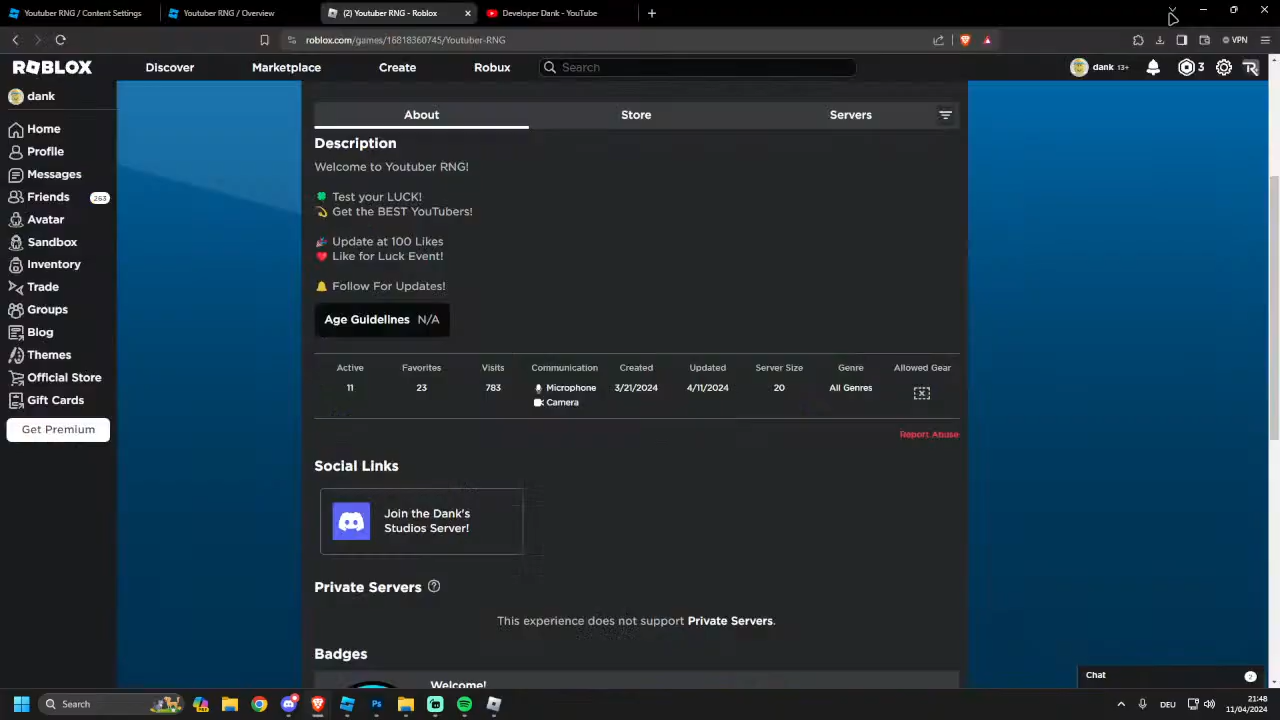 Youtuber RNG / Content Settings
Youtuber RNG / Overview
(2) Youtuber RNG - Roblox
Developer Dank - YouTube
roblox.com/games/16818360745/Youtuber-RNG
VPN
ROBLOX
Discover
Marketplace
Create
Robux
Search
dank 13+
3
dank
Home
Profile
Messages
Friends 263
Avatar
Sandbox
Inventory
Trade
Groups
Blog
Themes
Official Store
Gift Cards
Get Premium
About
Store
Servers
Description
Welcome to Youtuber RNG!
🍀 Test your LUCK!
💫 Get the BEST YouTubers!
🎉 Update at 100 Likes
❤️ Like for Luck Event!
🔔 Follow For Updates!
Age Guidelines N/A
Active Favorites Visits Communication Created Updated Server Size Genre Allowed Gear
11 23 783 Microphone 3/21/2024 4/11/2024 20 All Genres
Camera
Report Abuse
Social Links
Join the Dank's
Studios Server!
Private Servers
This experience does not support Private Servers.
Badges
Welcome!
Chat 2
Search
DEU
21:48
11/04/2024